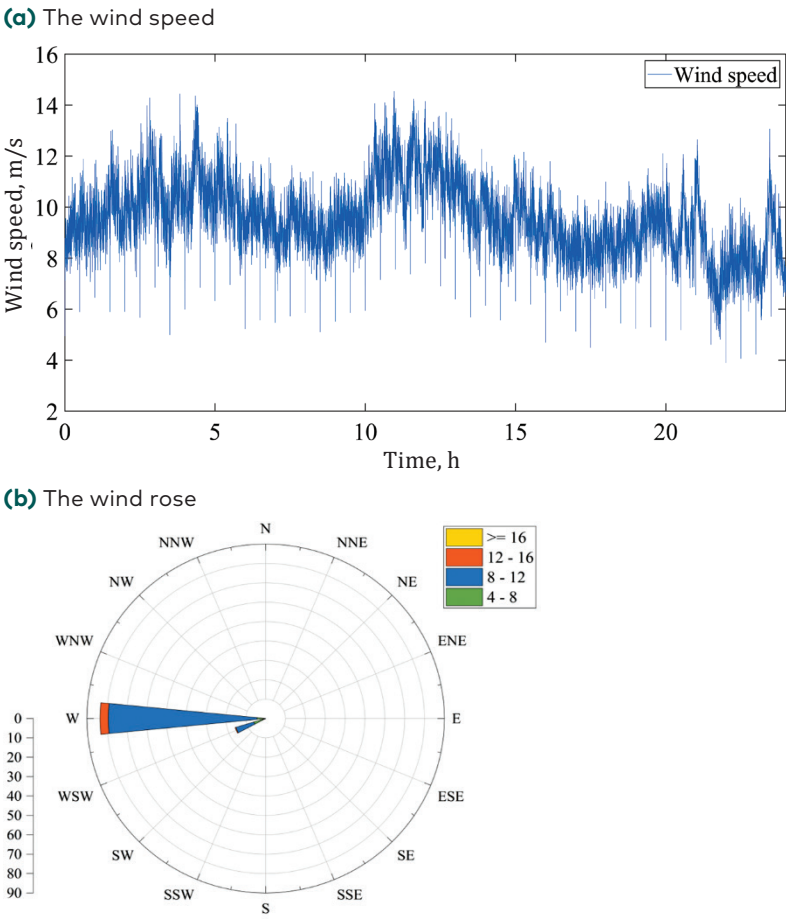 (a) The wind speed
16
14
12
10
8
6
4
2
Wind speed, m/s
Wind speed
0 5 10 15 20
Time, h
(b) The wind rose
N
NNE
NE
ENE
E
ESE
SE
SSE
S
SSW
SW
WSW
W
WNW
NW
NNW
>= 16
12 - 16
8 - 12
4 - 8
0
10
20
30
40
50
60
70
80
90